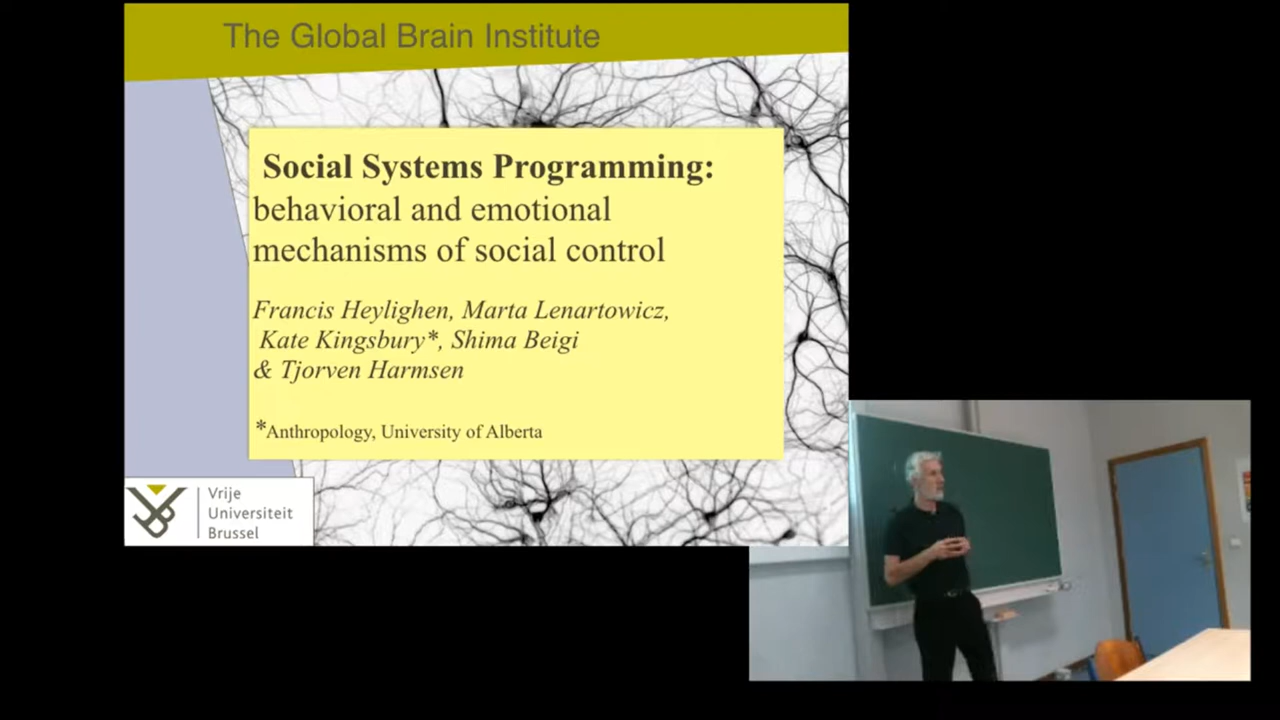 The Global Brain Institute
Social Systems Programming:
behavioral and emotional
mechanisms of social control
Francis Heylighen, Marta Lenartowicz,
Kate Kingsbury*, Shima Beigi
& Tjorven Harmsen
*Anthropology, University of Alberta
Vrije
Universiteit
Brussel